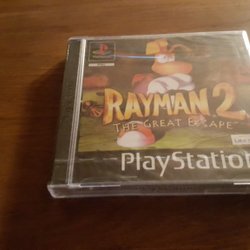 RAYMAN 2
THE GREAT ESCAPE
PlayStation